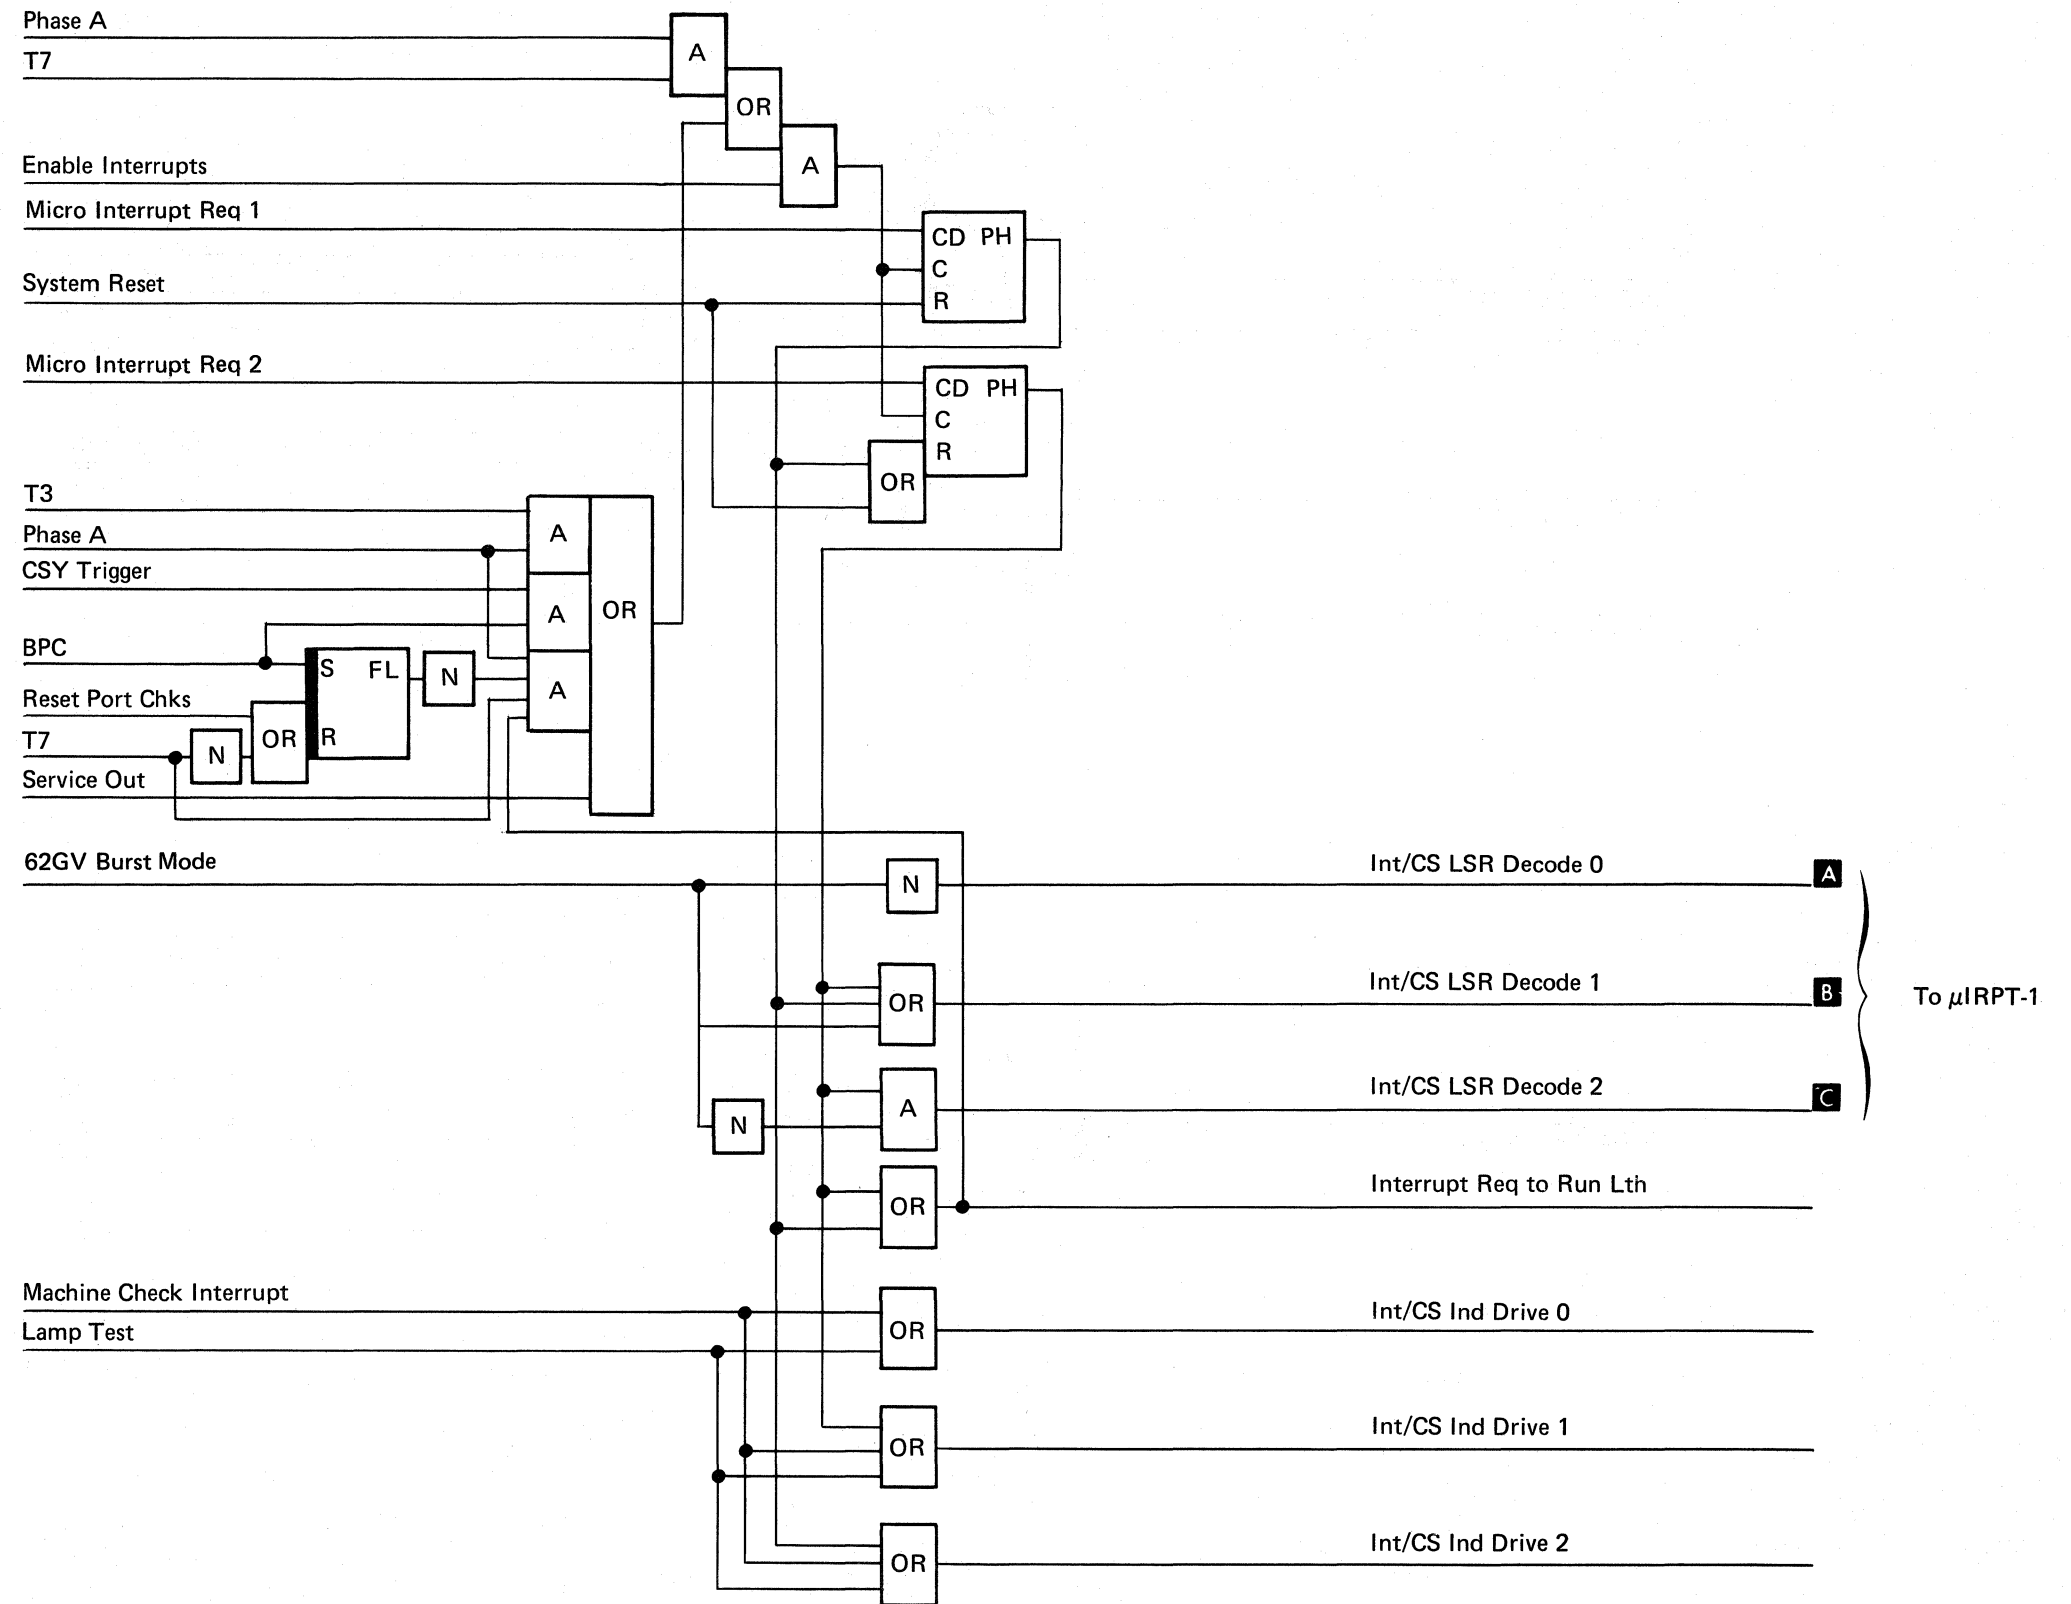 Phase A
A
T7
OR
A
Enable Interrupts
Micro Interrupt Req 1
CD PH
C
R
System Reset
Micro Interrupt Req 2
CD PH
C
R
OR
T3
A
Phase A
CSY Trigger
A
OR
BPC
S FL
N
A
Reset Port Chks
OR
R
T7
N
Service Out
62GV Burst Mode
N
Int/CS LSR Decode 0
A
OR
Int/CS LSR Decode 1
B
To μIRPT-1
N
A
Int/CS LSR Decode 2
C
OR
Interrupt Req to Run Lth
Machine Check Interrupt
Lamp Test
OR
Int/CS Ind Drive 0
OR
Int/CS Ind Drive 1
OR
Int/CS Ind Drive 2